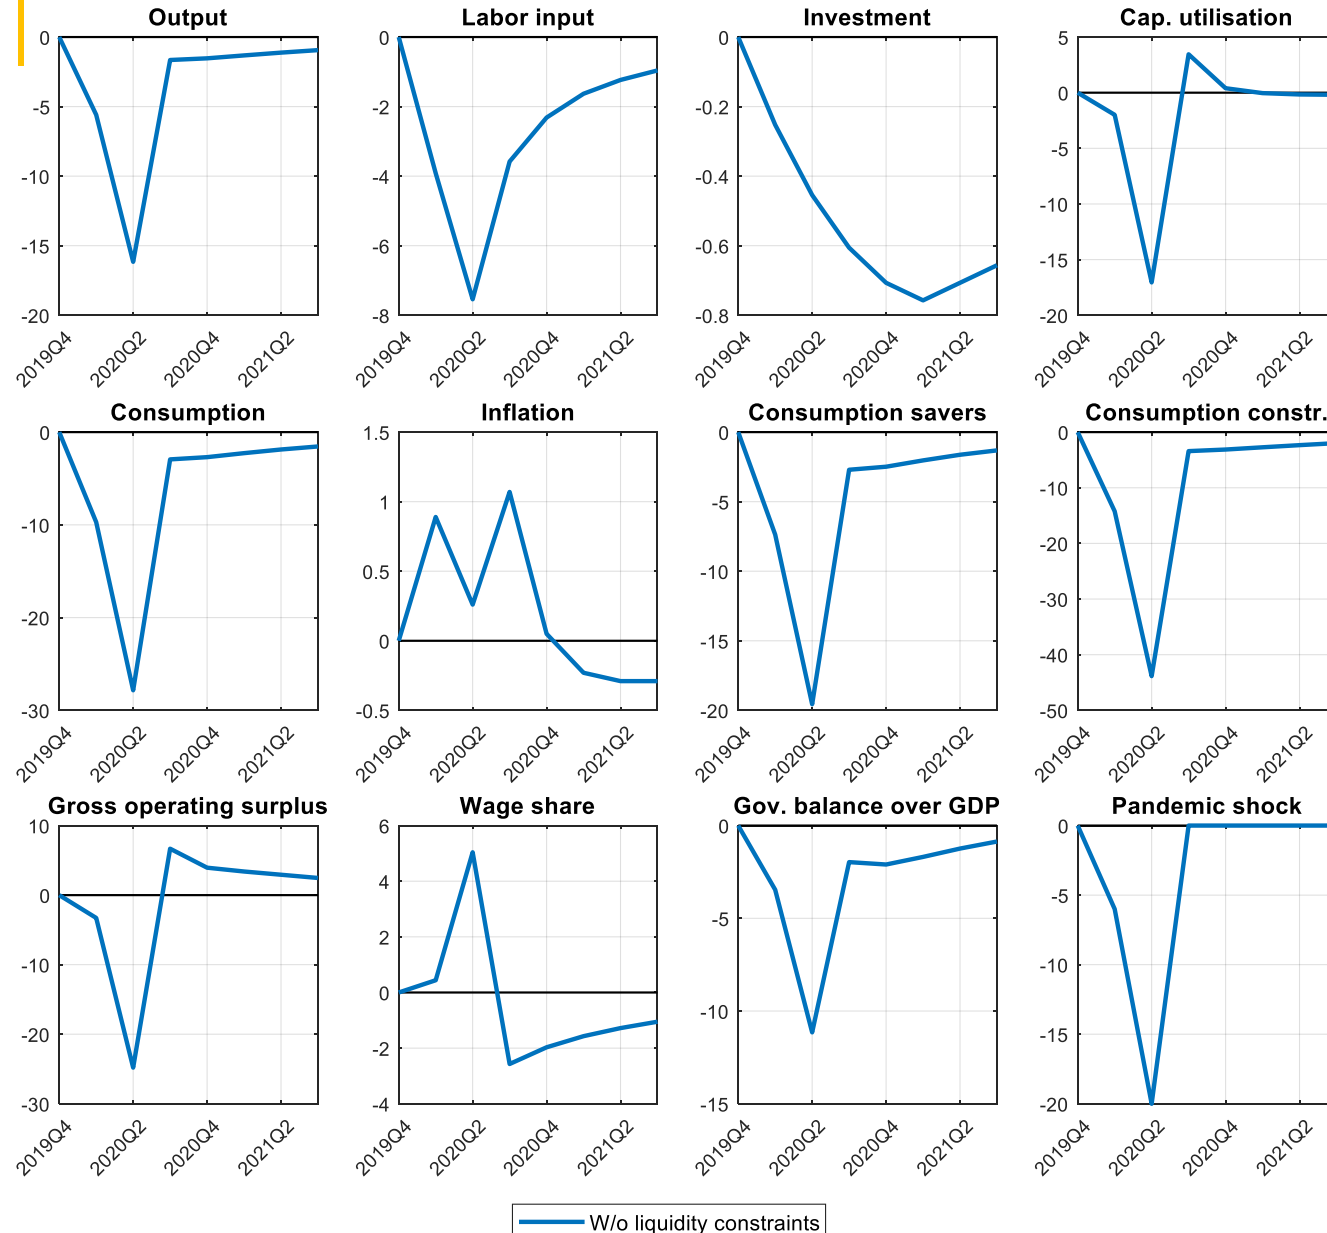 Output
Labor input
Investment
Cap. utilisation
0
-5
-10
-15
-20
0
-2
-4
-6
-8
0
-0.2
-0.4
-0.6
-0.8
5
0
-5
-10
-15
-20
2019Q4 2020Q2 2020Q4 2021Q2
2019Q4 2020Q2 2020Q4 2021Q2
2019Q4 2020Q2 2020Q4 2021Q2
2019Q4 2020Q2 2020Q4 2021Q2
Consumption
Inflation
Consumption savers
Consumption constr.
0
-10
-20
-30
1.5
1
0.5
0
-0.5
0
-5
-10
-15
-20
0
-10
-20
-30
-40
-50
2019Q4 2020Q2 2020Q4 2021Q2
2019Q4 2020Q2 2020Q4 2021Q2
2019Q4 2020Q2 2020Q4 2021Q2
2019Q4 2020Q2 2020Q4 2021Q2
Gross operating surplus
Wage share
Gov. balance over GDP
Pandemic shock
10
0
-10
-20
-30
6
4
2
0
-2
-4
0
-5
-10
-15
0
-5
-10
-15
-20
2019Q4 2020Q2 2020Q4 2021Q2
2019Q4 2020Q2 2020Q4 2021Q2
2019Q4 2020Q2 2020Q4 2021Q2
2019Q4 2020Q2 2020Q4 2021Q2
W/o liquidity constraints